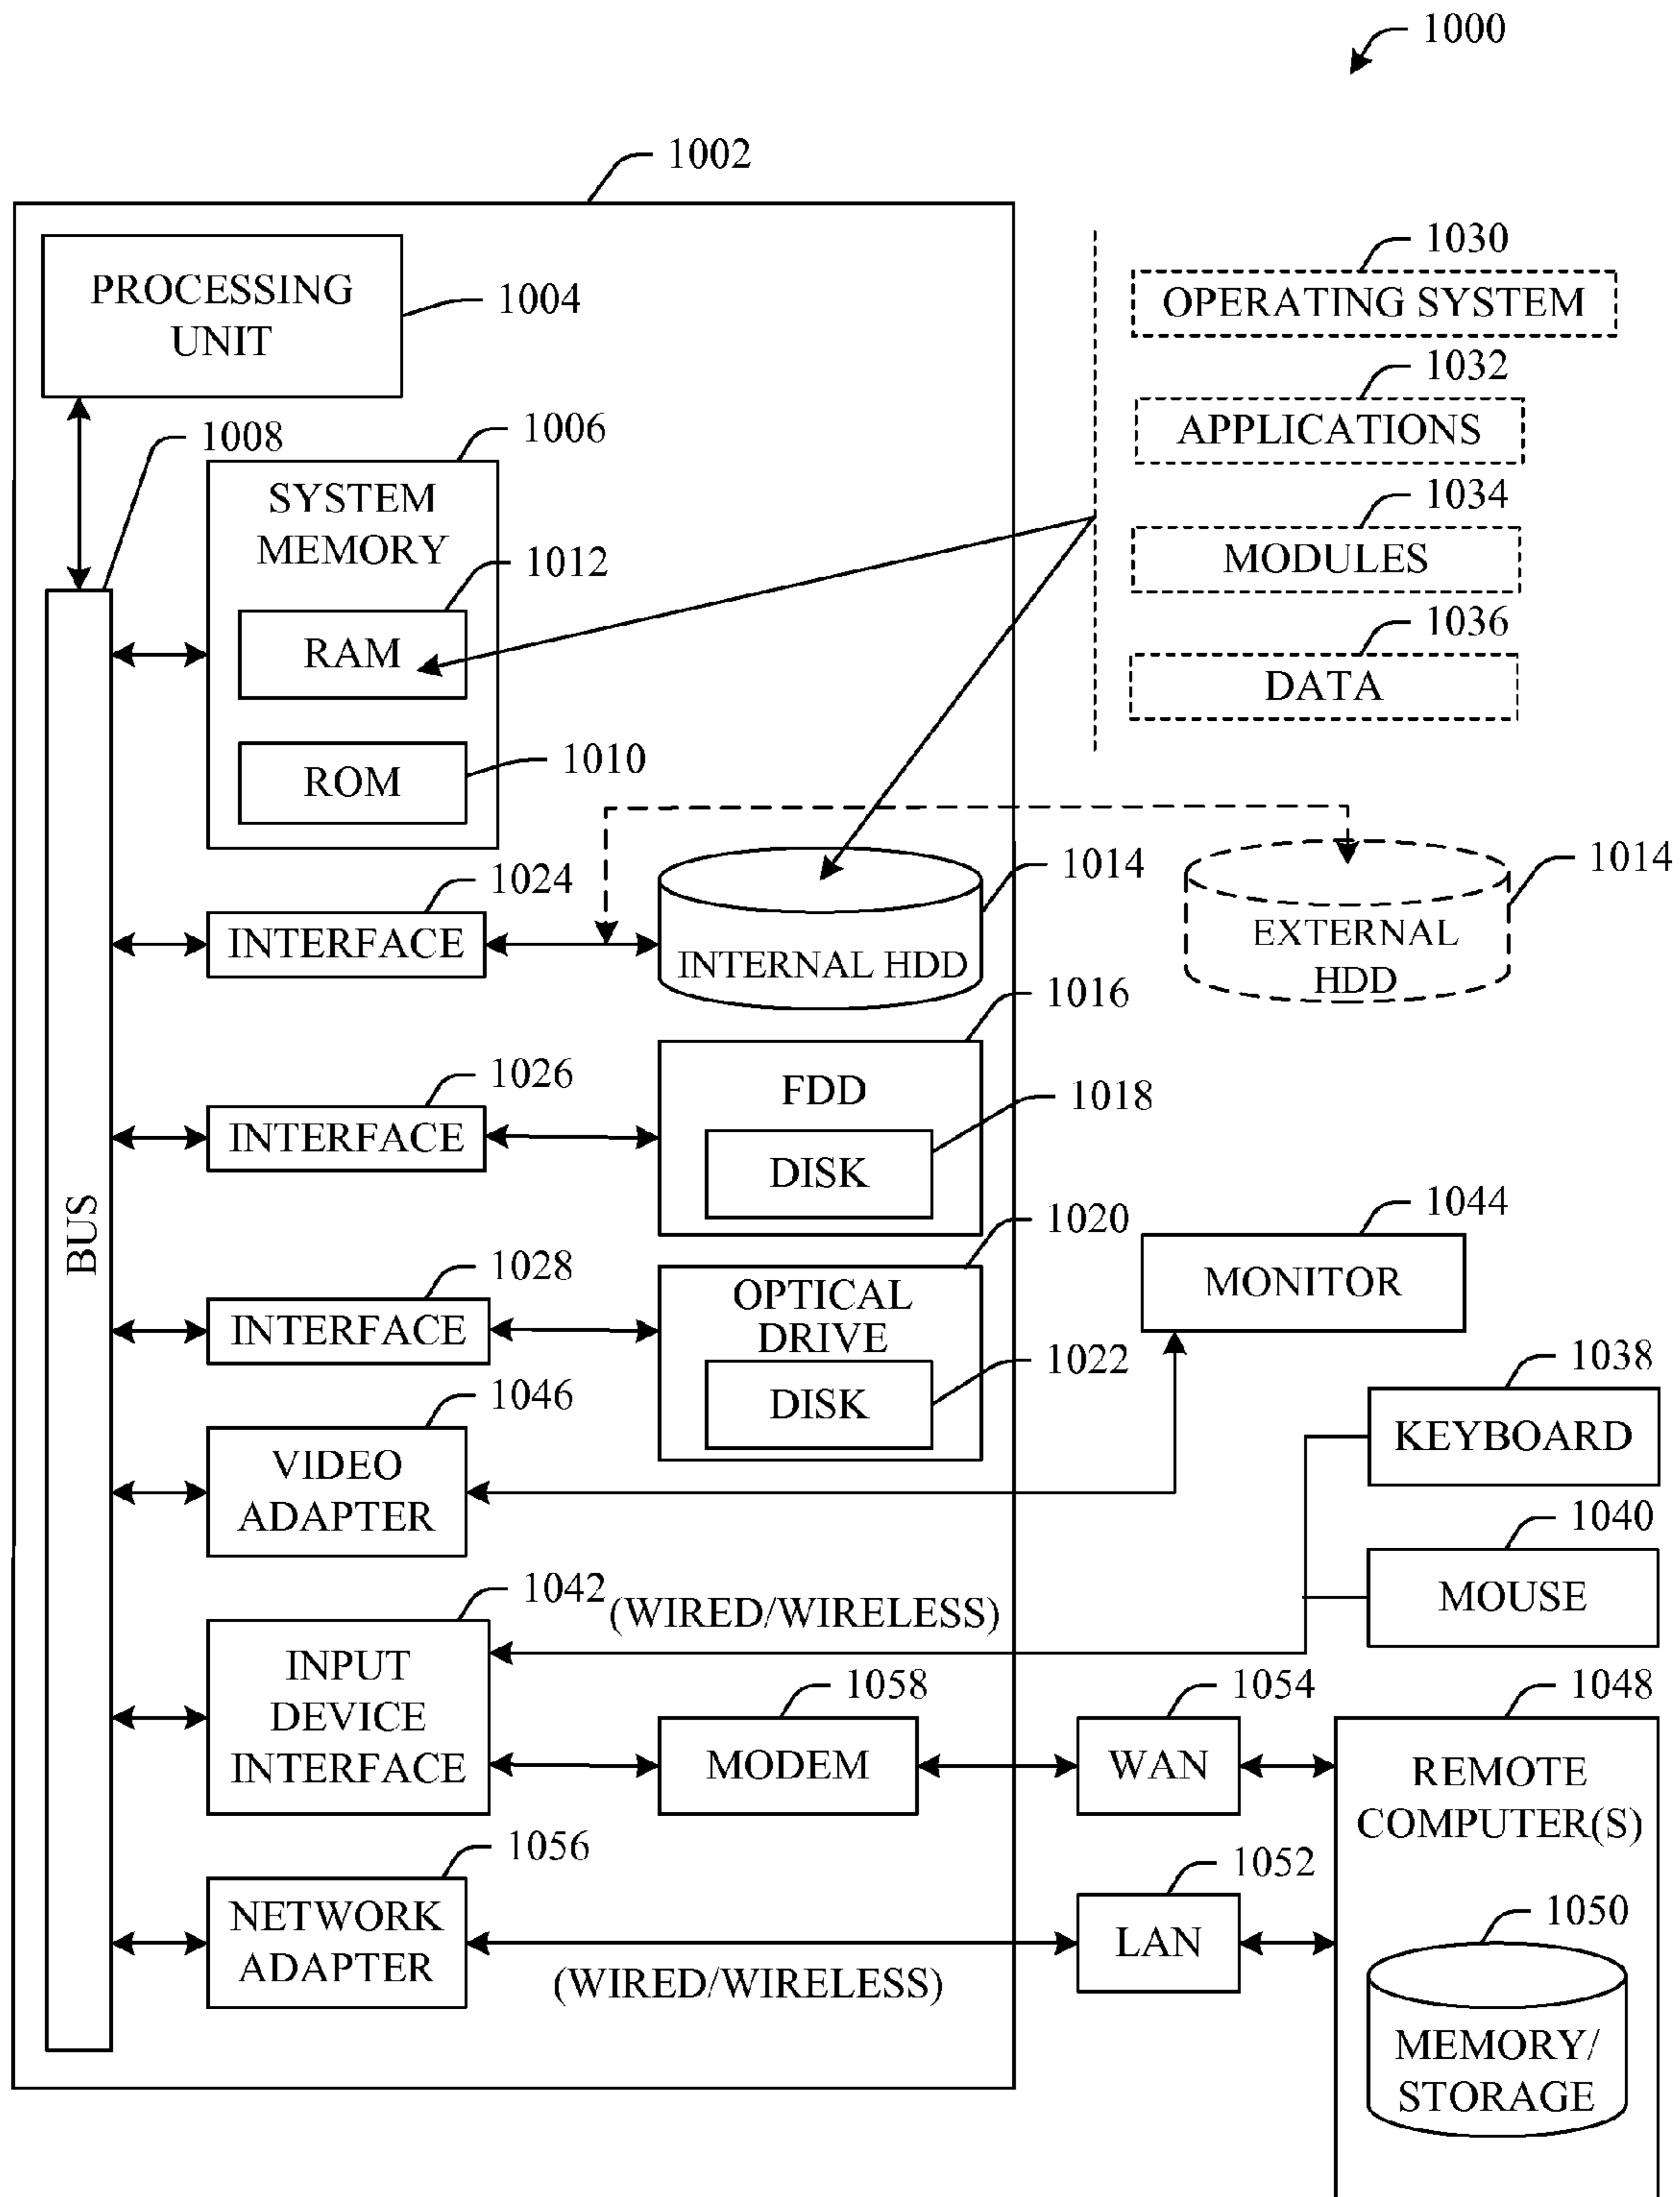 1000
1002
PROCESSING
UNIT
1004
1030
OPERATING SYSTEM
1032
APPLICATIONS
1034
MODULES
1036
DATA
1008
1006
SYSTEM
MEMORY
1012
RAM
1010
ROM
1024
INTERFACE
1014
INTERNAL HDD
1014
EXTERNAL
HDD
1016
FDD
1018
DISK
1026
INTERFACE
BUS
1020
OPTICAL
DRIVE
1022
DISK
1028
INTERFACE
1044
MONITOR
1046
VIDEO
ADAPTER
1038
KEYBOARD
1040
MOUSE
1042
(WIRED/WIRELESS)
INPUT
DEVICE
INTERFACE
1058
MODEM
1054
WAN
1048
REMOTE
COMPUTER(S)
1056
NETWORK
ADAPTER
(WIRED/WIRELESS)
1052
LAN
1050
MEMORY/
STORAGE